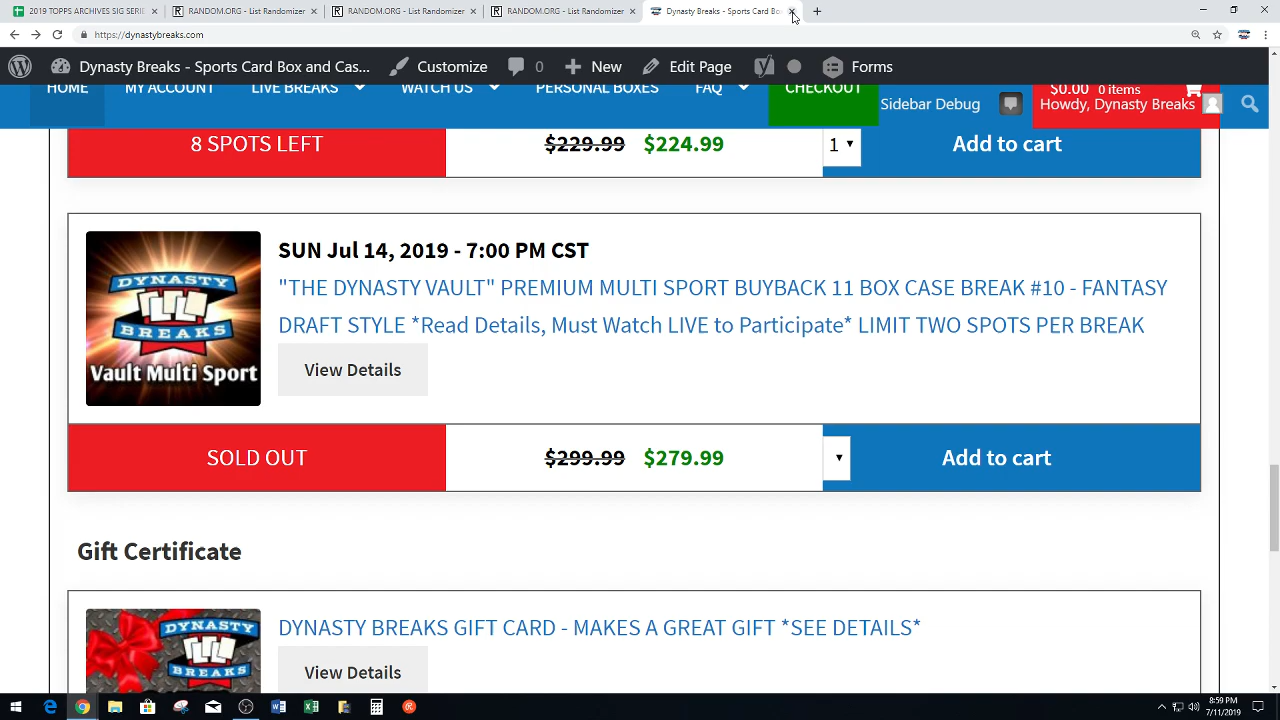 2019 TOPPS ARCHIVES SIG SERIE
RANDOM.ORG - List Randomizer
RANDOM.ORG - List Randomizer
RANDOM.ORG - List Randomizer
Dynasty Breaks - Sports Card Bo
https://dynastybreaks.com
Dynasty Breaks - Sports Card Box and Cas...
Customize
0
New
Edit Page
Forms
HOME
MY ACCOUNT
LIVE BREAKS
WATCH US
PERSONAL BOXES
FAQ
CHECKOUT
Sidebar Debug
$0.00 0 items
Howdy, Dynasty Breaks
8 SPOTS LEFT
$229.99 $224.99
1
Add to cart
DYNASTY
BREAKS
Vault Multi Sport
SUN Jul 14, 2019 - 7:00 PM CST
"THE DYNASTY VAULT" PREMIUM MULTI SPORT BUYBACK 11 BOX CASE BREAK #10 - FANTASY
DRAFT STYLE *Read Details, Must Watch LIVE to Participate* LIMIT TWO SPOTS PER BREAK
View Details
SOLD OUT
$299.99 $279.99
Add to cart
Gift Certificate
DYNASTY
BREAKS
DYNASTY BREAKS GIFT CARD - MAKES A GREAT GIFT *SEE DETAILS*
View Details
8:59 PM
7/11/2019